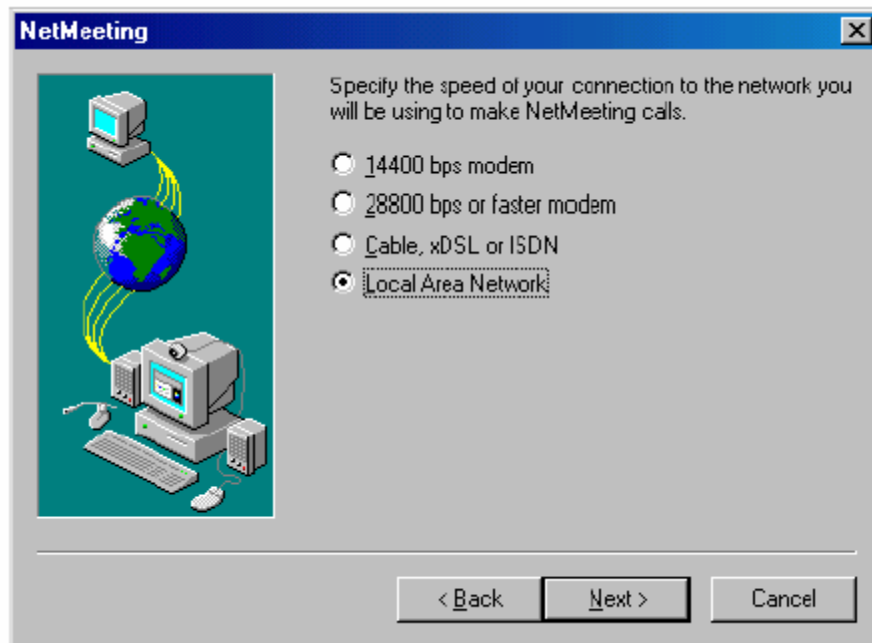 NetMeeting
Specify the speed of your connection to the network you
will be using to make NetMeeting calls.
14400 bps modem
28800 bps or faster modem
Cable, xDSL or ISDN
Local Area Network
< Back
Next >
Cancel